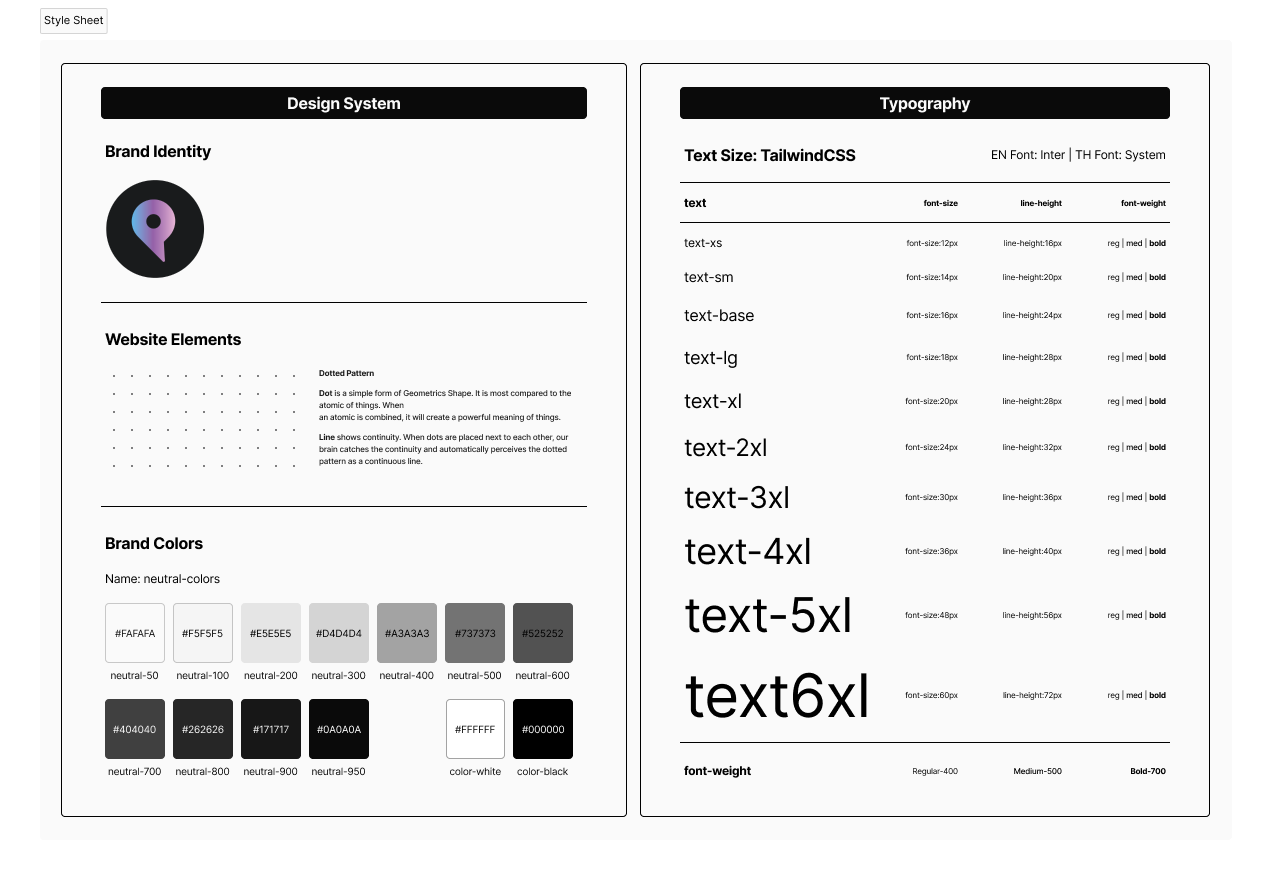 Style Sheet
Design System
Brand Identity
Website Elements
Dotted Pattern
Dot is a simple form of Geometrics Shape. It is most compared to the
atomic of things. When
an atomic is combined, it will create a powerful meaning of things.
Line shows continuity. When dots are placed next to each other, our
brain catches the continuity and automatically perceives the dotted
pattern as a continuous line.
Brand Colors
Name: neutral-colors
#FAFAFA #F5F5F5 #E5E5E5 #D4D4D4 #A3A3A3 #737373 #525252
neutral-50 neutral-100 neutral-200 neutral-300 neutral-400 neutral-500 neutral-600
#404040 #262626 #171717 #0A0A0A #FFFFFF #000000
neutral-700 neutral-800 neutral-900 neutral-950 color-white color-black
Typography
Text Size: TailwindCSS EN Font: Inter | TH Font: System
text font-size line-height font-weight
text-xs font-size:12px line-height:16px reg | med | bold
text-sm font-size:14px line-height:20px reg | med | bold
text-base font-size:16px line-height:24px reg | med | bold
text-lg font-size:18px line-height:28px reg | med | bold
text-xl font-size:20px line-height:28px reg | med | bold
text-2xl font-size:24px line-height:32px reg | med | bold
text-3xl font-size:30px line-height:36px reg | med | bold
text-4xl font-size:36px line-height:40px reg | med | bold
text-5xl font-size:48px line-height:56px reg | med | bold
text6xl font-size:60px line-height:72px reg | med | bold
font-weight Regular-400 Medium-500 Bold-700